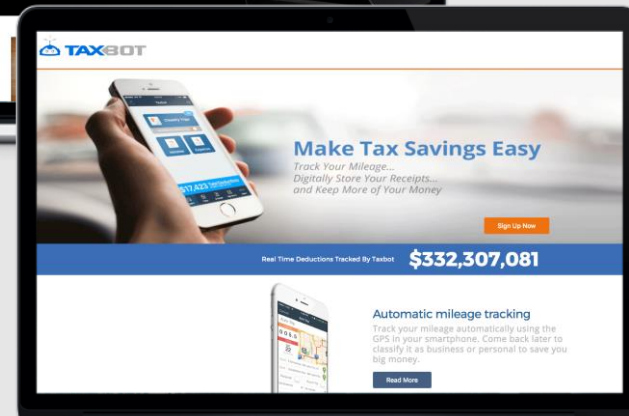 TAXBOT
Make Tax Savings Easy
Track Your Mileage...
Digitally Store Your Receipts...
and Keep More of Your Money
Sign Up Now
$17,423
Real Time Deductions Tracked By Taxbot $332,307,081
Automatic mileage tracking
Track your mileage automatically using the
GPS in your smartphone. Come back later to
classify it as business or personal to save you
big money.
Read More